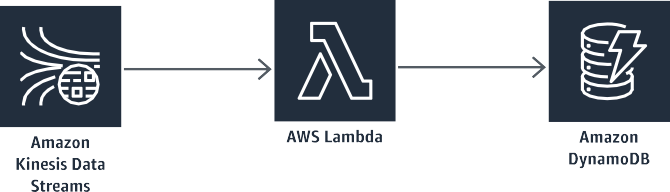 Amazon
Kinesis Data
Streams
AWS Lambda
Amazon
DynamoDB